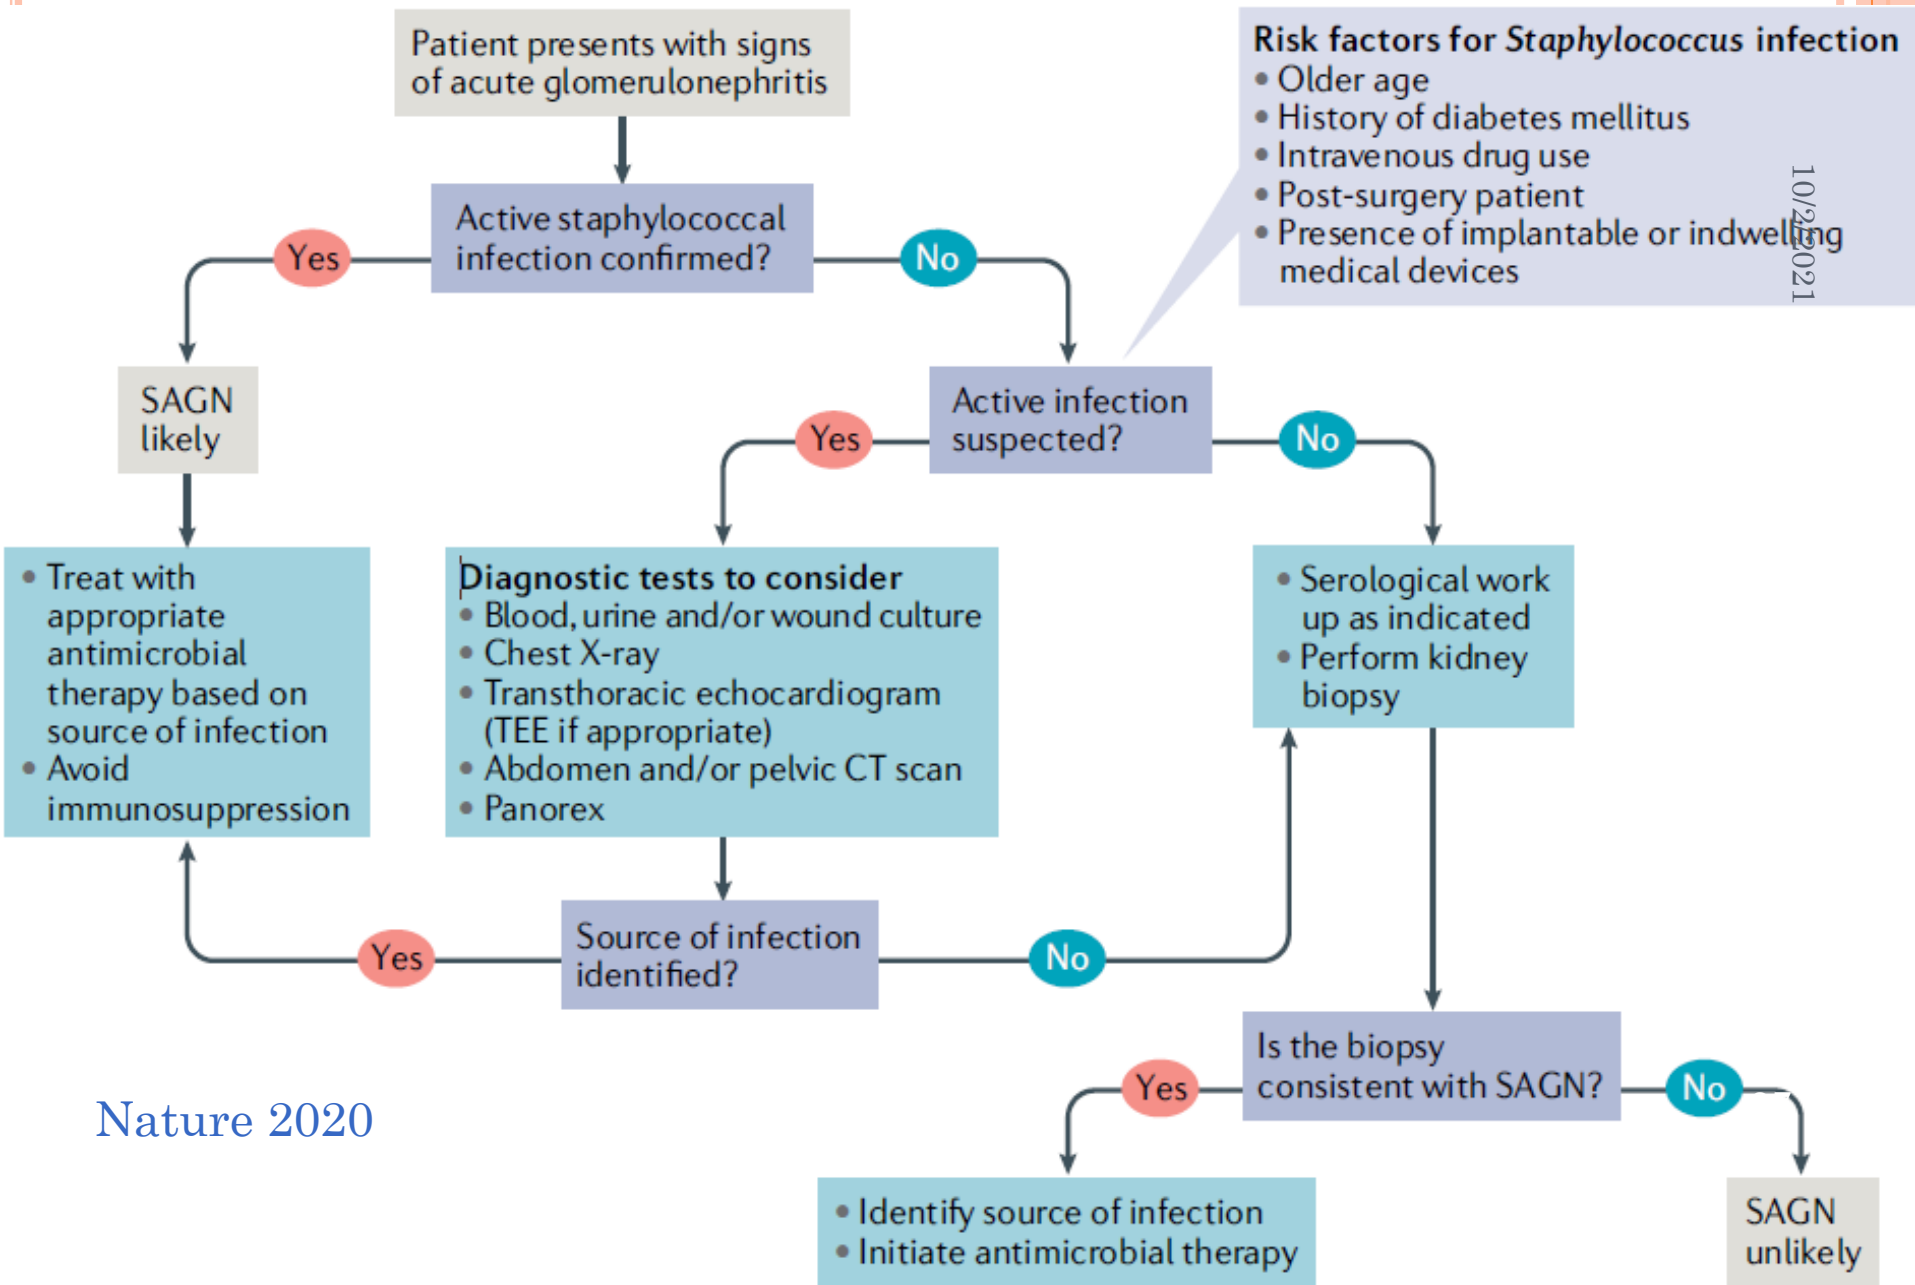 Patient presents with signs
of acute glomerulonephritis
Risk factors for Staphylococcus infection
• Older age
• History of diabetes mellitus
• Intravenous drug use
• Post-surgery patient
• Presence of implantable or indwelling
medical devices
10/2/2021
Active staphylococcal
infection confirmed?
Yes
No
SAGN
likely
Active infection
suspected?
Yes
No
• Treat with
appropriate
antimicrobial
therapy based on
source of infection
• Avoid
immunosuppression
Diagnostic tests to consider
• Blood, urine and/or wound culture
• Chest X-ray
• Transthoracic echocardiogram
(TEE if appropriate)
• Abdomen and/or pelvic CT scan
• Panorex
• Serological work
up as indicated
• Perform kidney
biopsy
Source of infection
identified?
Yes
No
Is the biopsy
consistent with SAGN?
Yes
No
Nature 2020
• Identify source of infection
• Initiate antimicrobial therapy
SAGN
unlikely